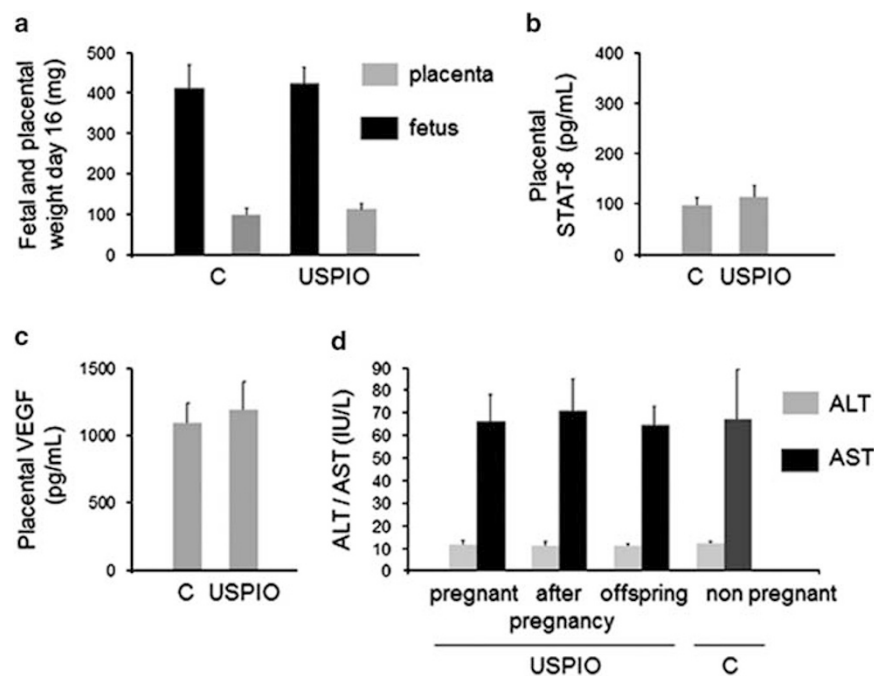 a
Fetal and placental
weight day 16 (mg)
500
400
300
200
100
0
C
USPIO
placenta
fetus
b
Placental
STAT-8 (pg/mL)
400
300
200
100
0
C USPIO
c
Placental VEGF
(pg/mL)
1500
1000
500
0
C USPIO
d
ALT / AST (IU/L)
90
80
70
60
50
40
30
20
10
0
pregnant after offspring non pregnant
pregnancy
USPIO C
ALT
AST